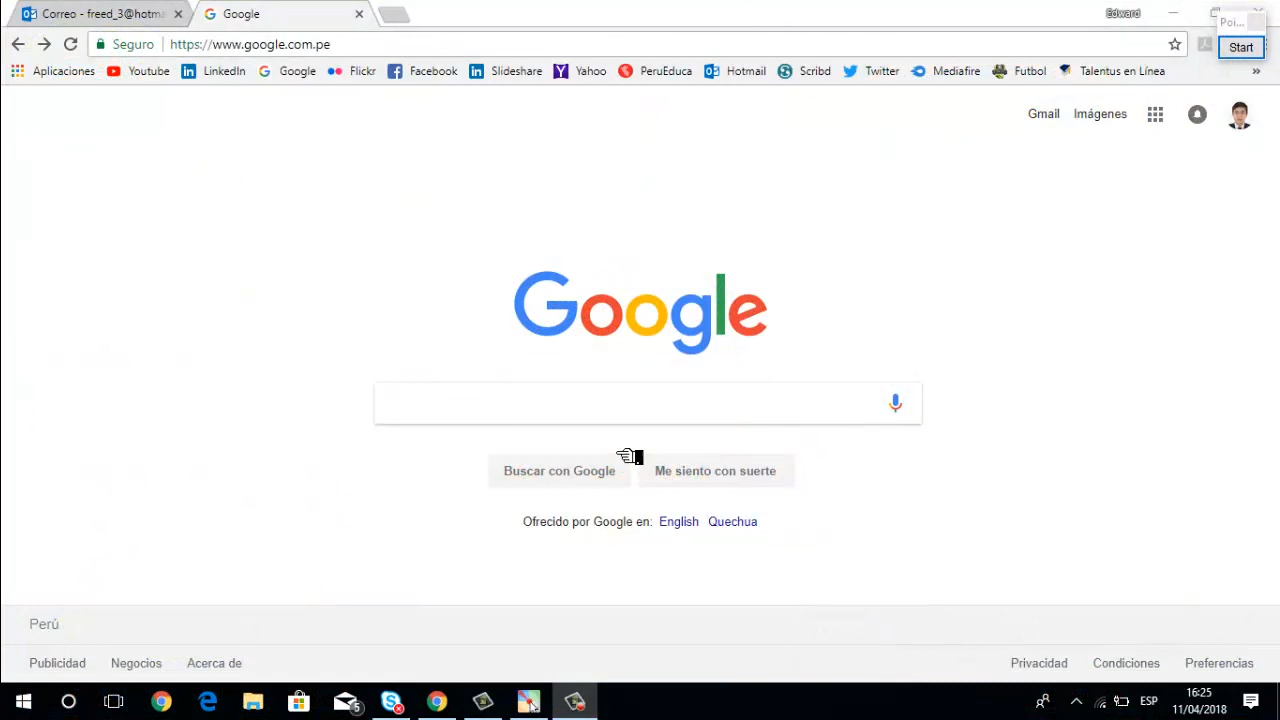 Correo - freed_3@hotma
Google
Edward
Poi...
Start
Seguro
https://www.google.com.pe
Aplicaciones
Youtube
LinkedIn
Google
Flickr
Facebook
Slideshare
Yahoo
PeruEduca
Hotmail
Scribd
Twitter
Mediafire
Futbol
Talentus en Línea
»
Gmail
Imágenes
Google
Buscar con Google
Me siento con suerte
Ofrecido por Google en: English Quechua
Perú
Publicidad
Negocios
Acerca de
Privacidad
Condiciones
Preferencias
5
ESP
16:25
11/04/2018